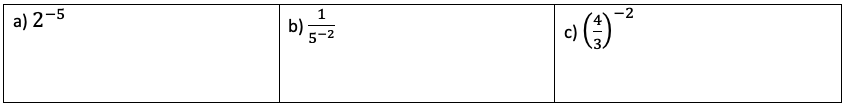 a) 2⁻⁵
b) 1/5⁻²
c) (4/3)⁻²